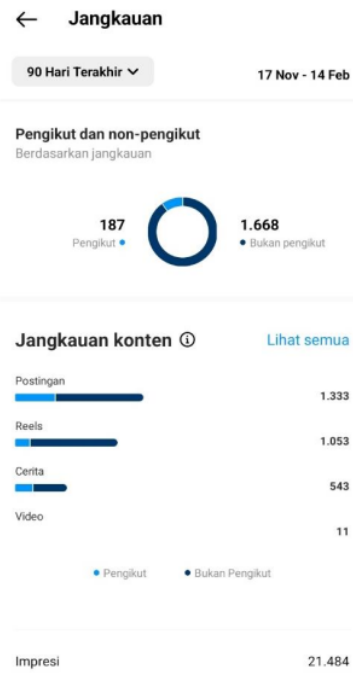 Jangkauan
90 Hari Terakhir
17 Nov - 14 Feb
Pengikut dan non-pengikut
Berdasarkan jangkauan
187
Pengikut
1.668
Bukan pengikut
Jangkauan konten
Lihat semua
Postingan
1.333
Reels
1.053
Cerita
543
Video
11
Pengikut
Bukan Pengikut
Impresi
21.484